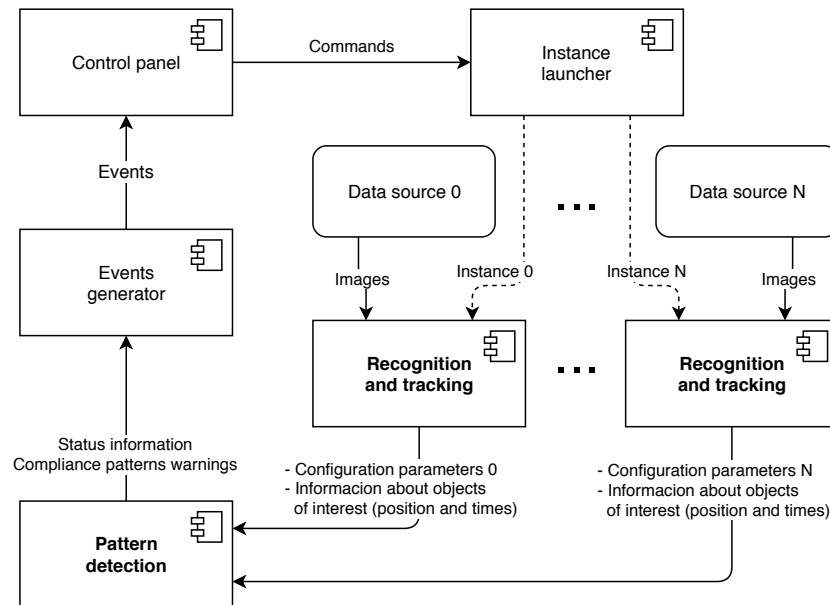 Control panel
Commands
Instance
launcher
Data source 0
Data source N
Events
Events
generator
Images
Instance 0
Instance N
Images
Recognition
and tracking
Recognition
and tracking
Status information
Compliance patterns warnings
- Configuration parameters 0
- Informacion about objects
of interest (position and times)
- Configuration parameters N
- Informacion about objects
of interest (position and times)
Pattern
detection